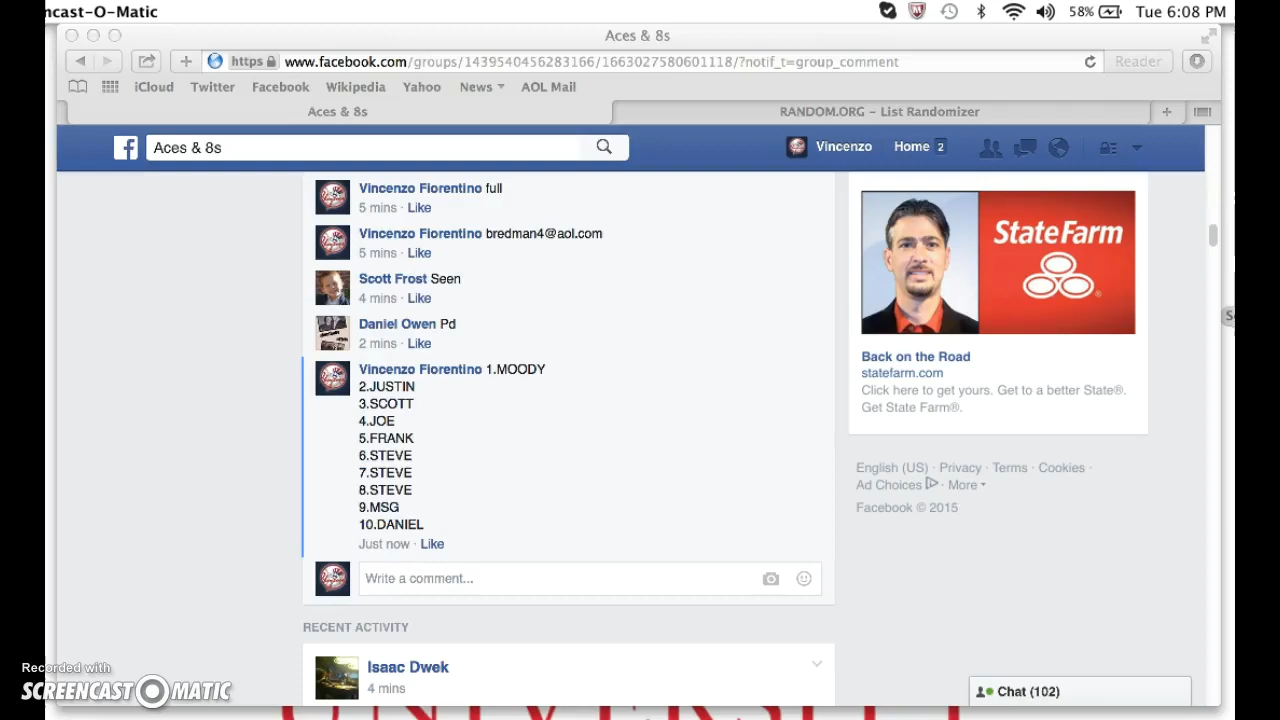 ncast-O-Matic
58% Tue 6:08 PM
Aces & 8s
https www.facebook.com/groups/1439540456283166/1663027580601118/?notif_t=group_comment
Reader
iCloud Twitter Facebook Wikipedia Yahoo News AOL Mail
Aces & 8s
RANDOM.ORG - List Randomizer
Aces & 8s
Vincenzo
Home 2
Vincenzo Fiorentino full
5 mins · Like
Vincenzo Fiorentino bredman4@aol.com
5 mins · Like
Scott Frost Seen
4 mins · Like
Daniel Owen Pd
2 mins · Like
Vincenzo Fiorentino 1.MOODY
2.JUSTIN
3.SCOTT
4.JOE
5.FRANK
6.STEVE
7.STEVE
8.STEVE
9.MSG
10.DANIEL
Just now · Like
Write a comment...
RECENT ACTIVITY
Isaac Dwek
4 mins
StateFarm
Back on the Road
statefarm.com
Click here to get yours. Get to a better State®.
Get State Farm®.
English (US) · Privacy · Terms · Cookies ·
Ad Choices · More
Facebook © 2015
Chat (102)
Recorded with
SCREENCAST-O-MATIC